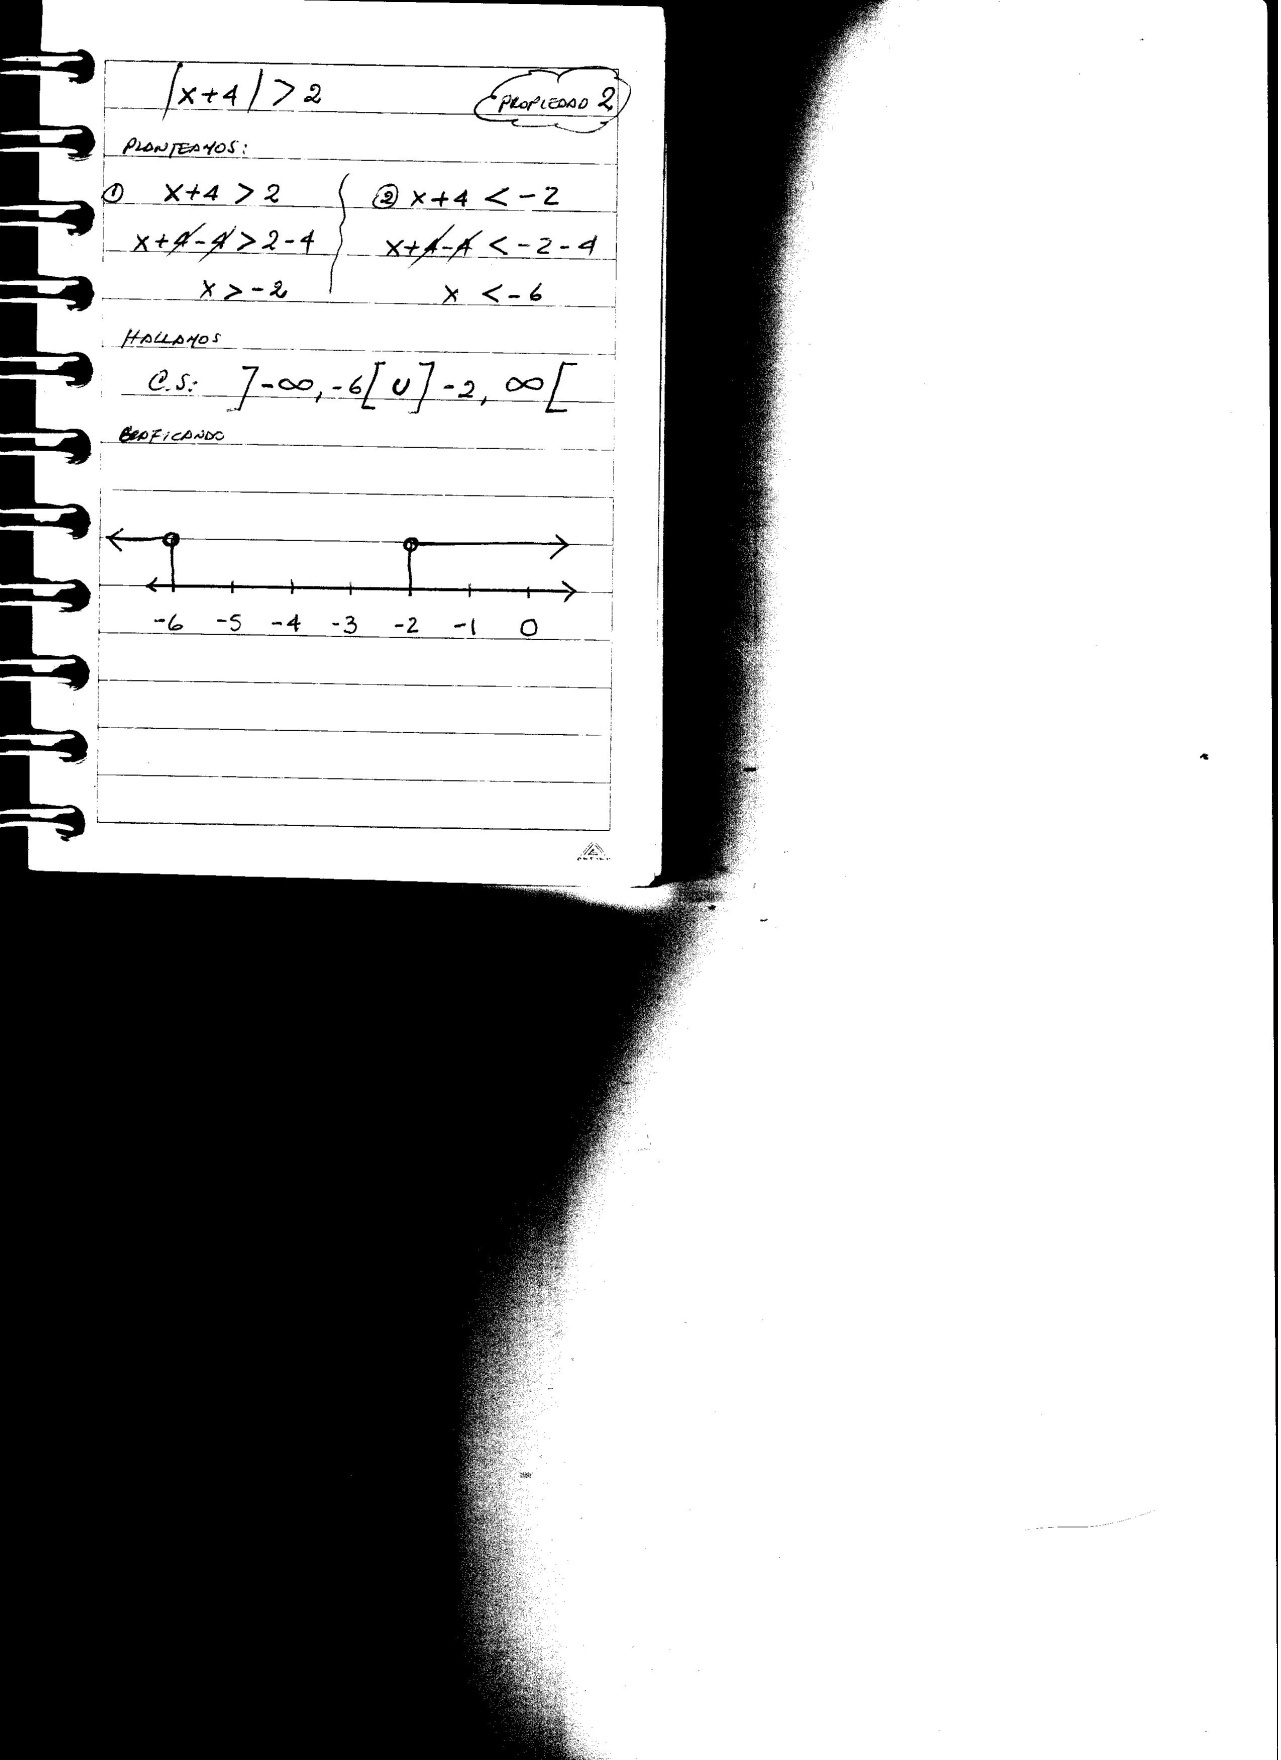 |x+4|>2
PROPIEDAD 2
PLANTEAMOS:
① x+4 > 2
② x+4 < -2
x+4-4 > 2-4
x+4-4 < -2-4
x > -2
x < -6
HALLAMOS
C.S: ]-∞, -6[ U ]-2, ∞[
GRAFICANDO
-6 -5 -4 -3 -2 -1 0